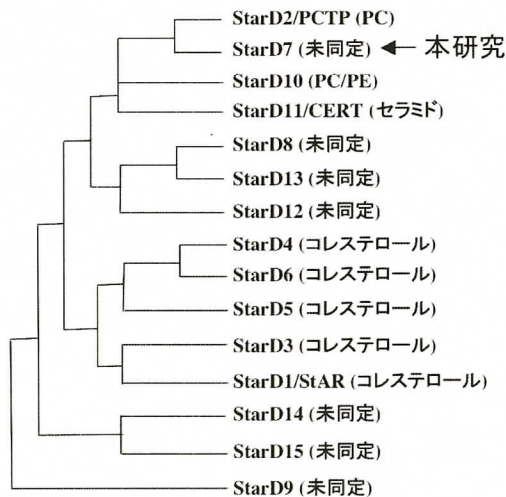 StarD2/PCTP (PC)
StarD7 (未同定) ← 本研究
StarD10 (PC/PE)
StarD11/CERT (セラミド)
StarD8 (未同定)
StarD13 (未同定)
StarD12 (未同定)
StarD4 (コレステロール)
StarD6 (コレステロール)
StarD5 (コレステロール)
StarD3 (コレステロール)
StarD1/StAR (コレステロール)
StarD14 (未同定)
StarD15 (未同定)
StarD9 (未同定)